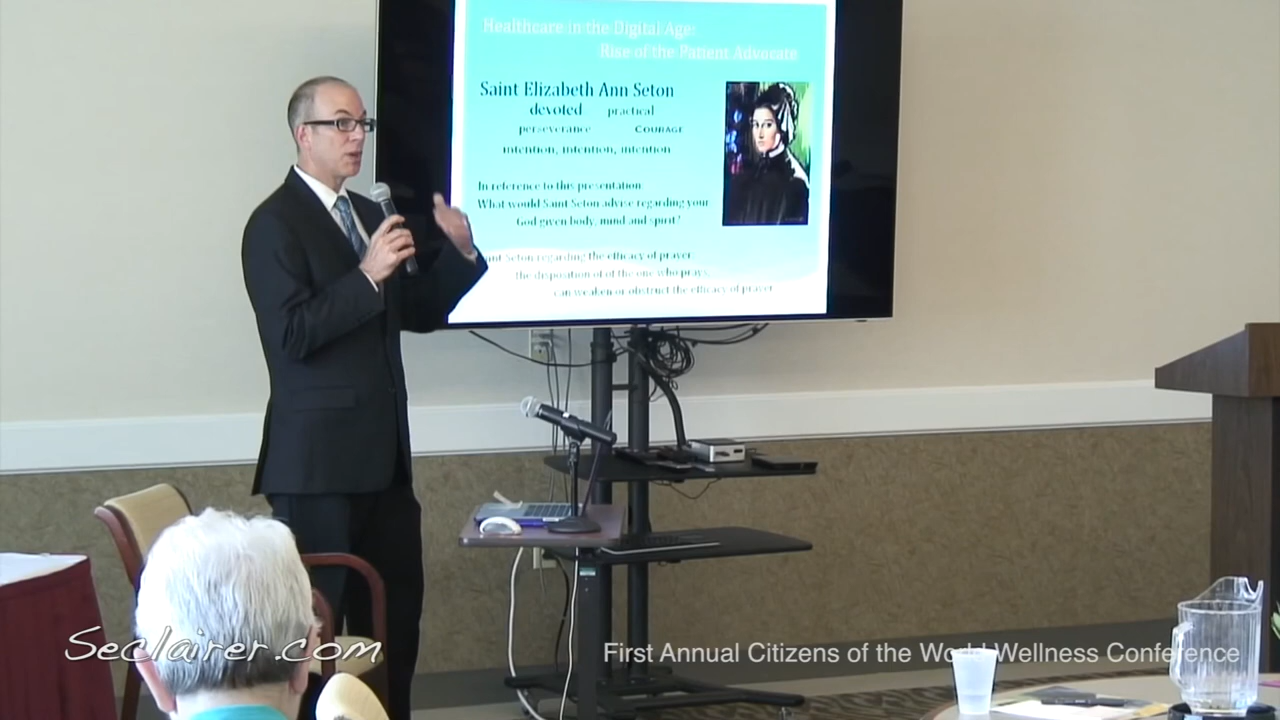 Healthcare in the Digital Age:
Rise of the Patient Advocate
Saint Elizabeth Ann Seton
devoted practical
perseverance COURAGE
intention, intention, intention
In reference to this presentation
What would Saint Seton advise regarding your
God given body, mind and spirit?
Seton regarding the efficacy of prayer
the disposition of of the one who prays,
can weaken or obstruct the efficacy of prayer
Seclairer.com
First Annual Citizens of the World Wellness Conference